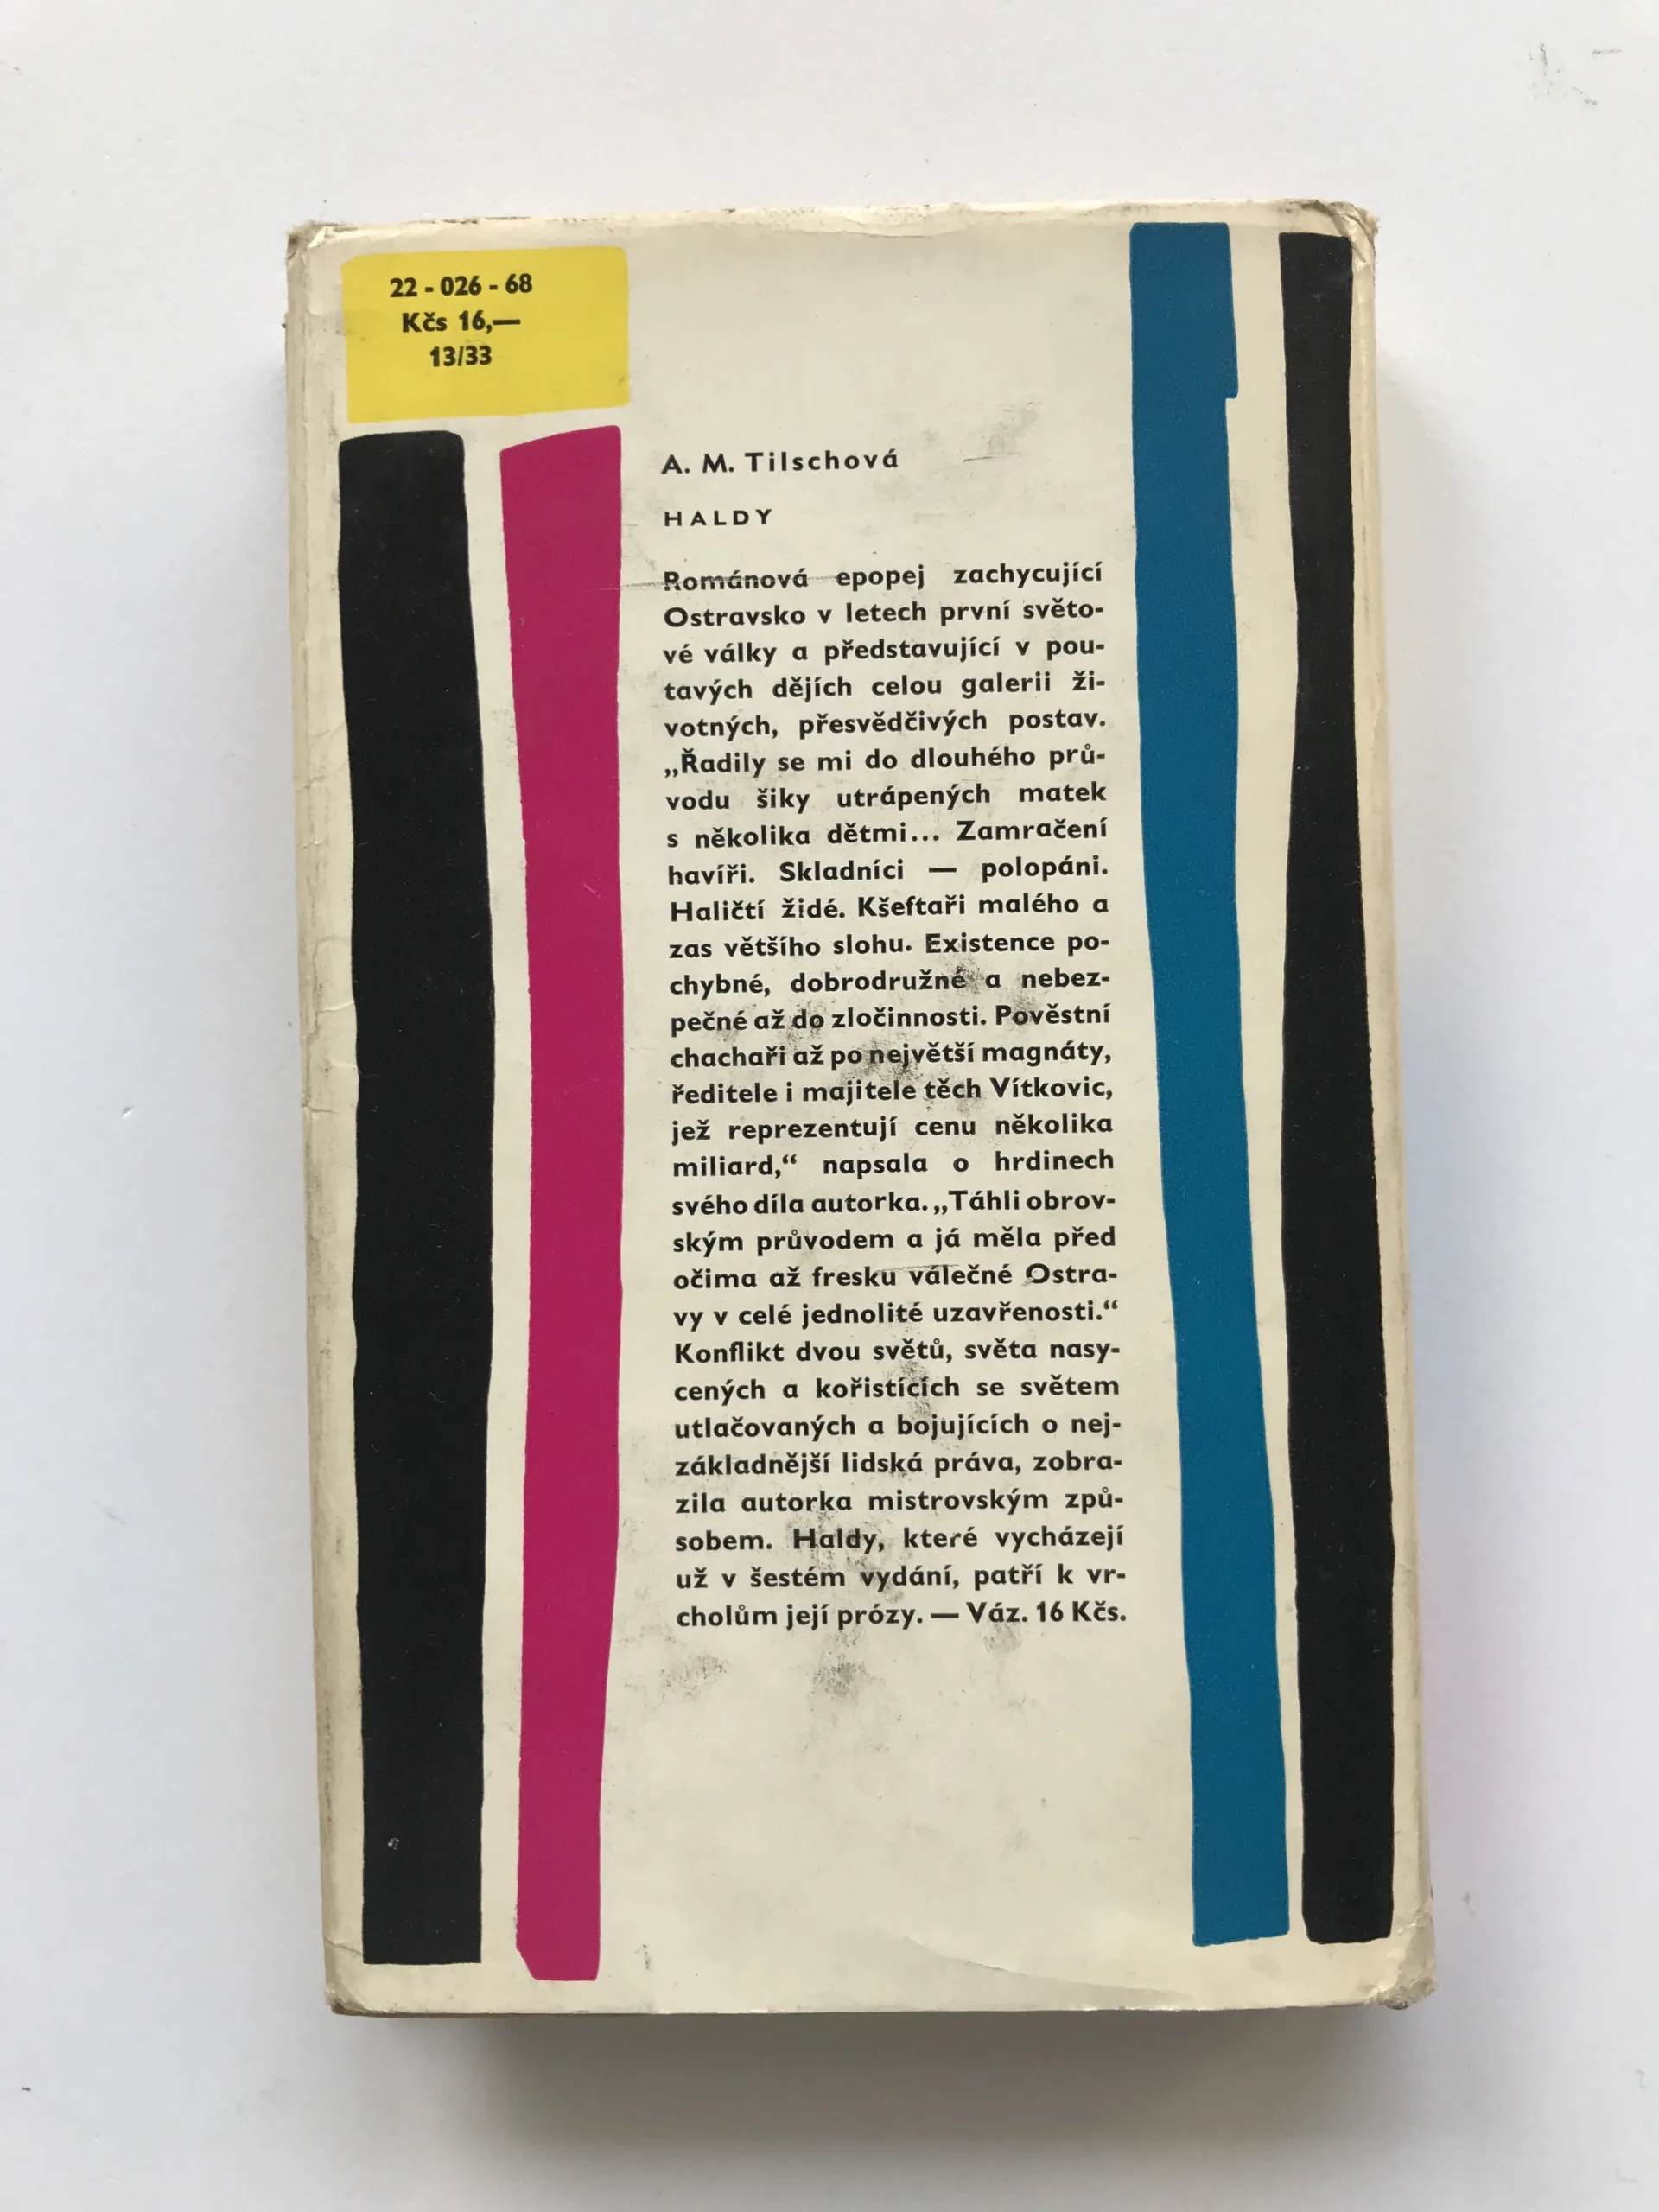 22 - 026 - 68
Kčs 16,—
13/33
A. M. Tilschová
HALDY
Románová epopej zachycující
Ostravsko v letech první světo-
vé války a představující v pou-
tavých dějích celou galerii ži-
votných, přesvědčivých postav.
„Řadily se mi do dlouhého prů-
vodu šiky utrápených matek
s několika dětmi... Zamračení
havíři. Skladníci — polopáni.
Haličtí židé. Kšeftaři malého a
zas většího slohu. Existence po-
chybné, dobrodružné a nebez-
pečné až do zločinnosti. Pověstní
chachaři až po největší magnáty,
ředitele i majitele těch Vítkovic,
jež reprezentují cenu několika
miliard,“ napsala o hrdinech
svého díla autorka. „Táhli obrov-
ským průvodem a já měla před
očima až fresku válečné Ostra-
vy v celé jednolité uzavřenosti.“
Konflikt dvou světů, světa nasy-
cených a kořistících se světem
utlačovaných a bojujících o nej-
základnější lidská práva, zobra-
zila autorka mistrovským způ-
sobem. Haldy, které vycházejí
už v šestém vydání, patří k vr-
cholům její prózy. — Váz. 16 Kčs.